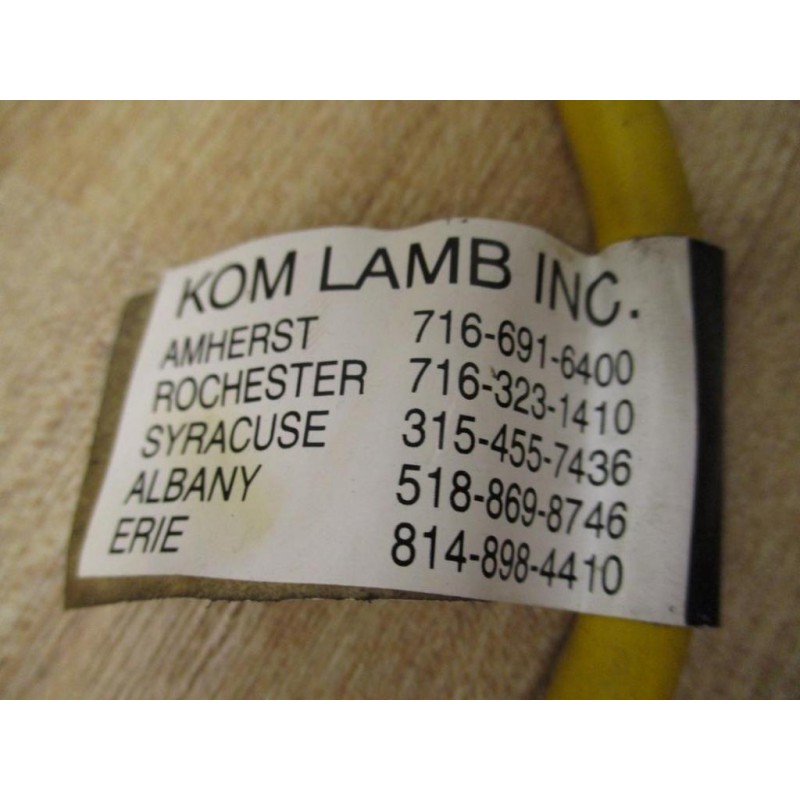 KOM LAMB INC.
AMHERST 716-691-6400
ROCHESTER 716-323-1410
SYRACUSE 315-455-7436
ALBANY 518-869-8746
ERIE 814-898-4410